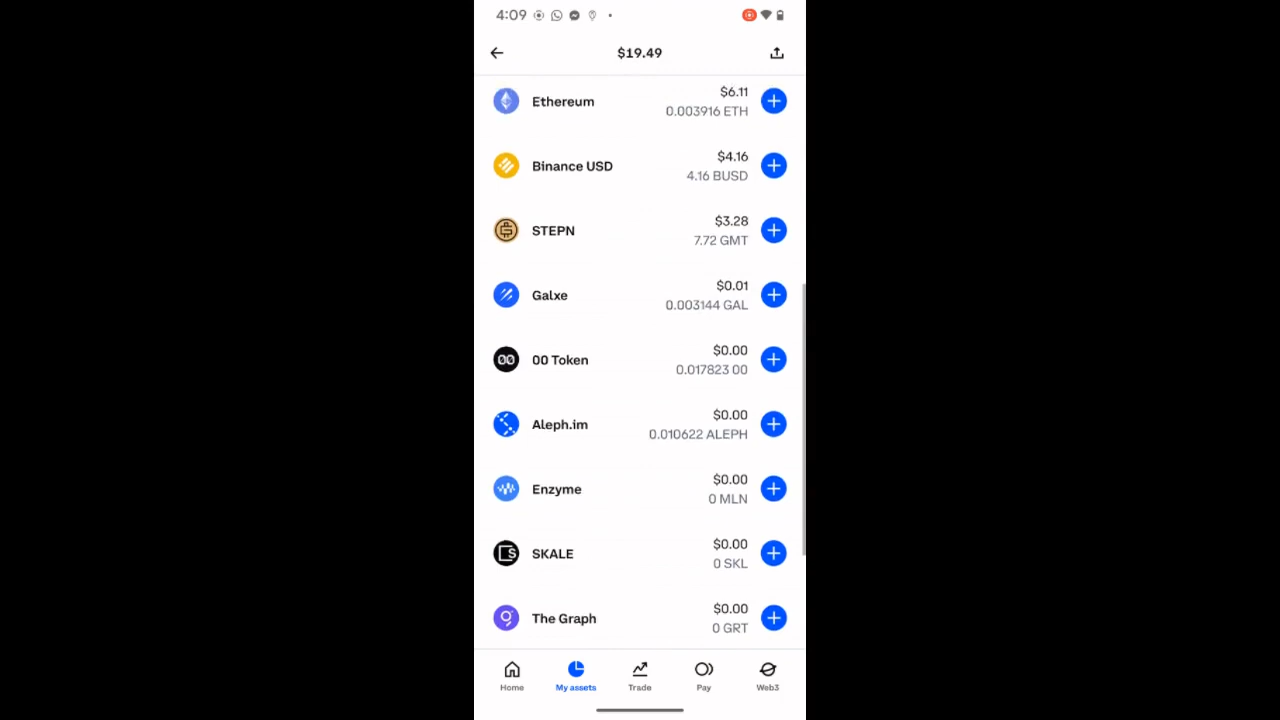 4:09
$19.49
Ethereum
$6.11
0.003916 ETH
Binance USD
$4.16
4.16 BUSD
STEPN
$3.28
7.72 GMT
Galxe
$0.01
0.003144 GAL
00
00 Token
$0.00
0.017823 00
Aleph.im
$0.00
0.010622 ALEPH
Enzyme
$0.00
0 MLN
SKALE
$0.00
0 SKL
The Graph
$0.00
0 GRT
Home
My assets
Trade
Pay
Web3